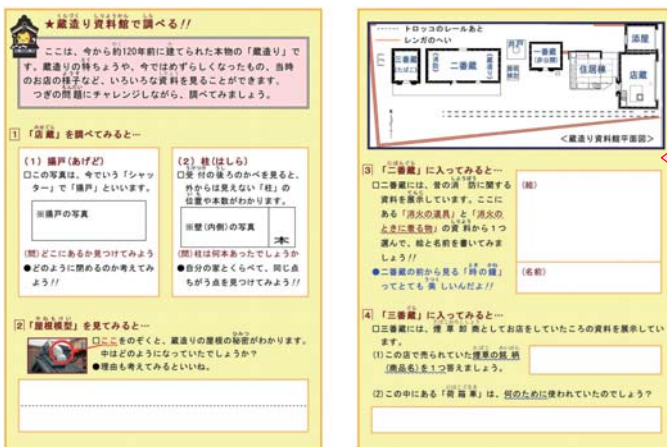 ★蔵造り資料館で調べる!!
ここは、今から約120年前に建てられた本物の「蔵造り」で
す。蔵造りの特ちょうや、今ではめずらしくなったもの、当時
のお店の様子など、いろいろな資料を見ることができます。
つぎの問題にチャレンジしながら、調べてみましょう。
1 「店蔵」を調べてみると…
(1)揚戸(あげど)
□この写真は、今でいう「シャッ
ター」で「揚戸」といいます。
※揚戸の写真
(問)どこにあるか見つけてみよう
●どのように閉めるのか考えてみ
よう!!
(2)柱(はしら)
□受付の後ろのかべを見ると、
外からは見えない「柱」の
位置や本数がわかります。
※壁(内側)の写真
本
(問)柱は何本あったでしょうか
●自分の家とくらべて、同じ点
ちがう点を見つけてみよう!!
2 「屋根模型」を見てみると…
□ここをのぞくと、蔵造りの屋根の秘密がわかります。
中はどのようになっていたでしょうか?
●理由も考えてみるといいね。
トロッコのレールあと
レンガのへい
三番蔵
(たばこ)
二番蔵
井戸
一番蔵
(非公開)
住居棟
添屋
店蔵
<蔵造り資料館平面図>
3 「二番蔵」に入ってみると…
□二番蔵には、昔の消防に関する
資料を展示しています。ここに
ある「消火の道具」と「消火の
ときに着る物」の資料から1つ
選んで、絵と名前を書いてみま
しょう!!
●二番蔵の前から見る「時の鐘」
ってとても美しいんだよ!!
(絵)
(名前)
4 「三番蔵」に入ってみると…
□三番蔵には、煙草卸商としてお店をしていたころの資料を展示してい
ます。
(1)この店で売られていた煙草の銘柄
(商品名)を1つ答えましょう。
(2)この中にある「荷箱車」は、何のために使われていたのでしょう?